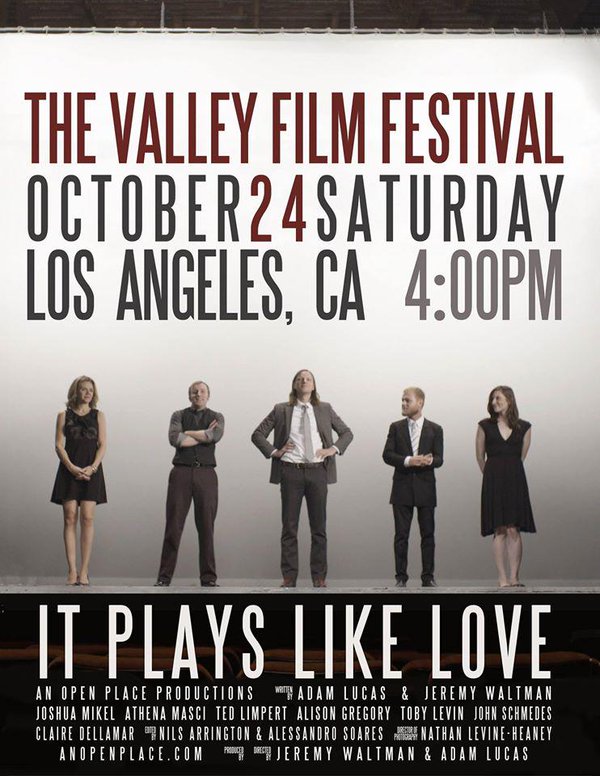 THE VALLEY FILM FESTIVAL
OCTOBER 24 SATURDAY
LOS ANGELES, CA 4:00PM
IT PLAYS LIKE LOVE
AN OPEN PLACE PRODUCTIONS WRITTEN BY ADAM LUCAS & JEREMY WALTMAN
JOSHUA MIKEL ATHENA MASCI TED LIMPERT ALISON GREGORY TOBY LEVIN JOHN SCHMEDES
CLAIRE DELLAMAR EDITED BY NILS ARRINGTON & ALESSANDRO SOARES DIRECTOR OF PHOTOGRAPHY NATHAN LEVINE-HEANEY
ANOPENPLACE.COM PRODUCED BY DIRECTED BY JEREMY WALTMAN & ADAM LUCAS